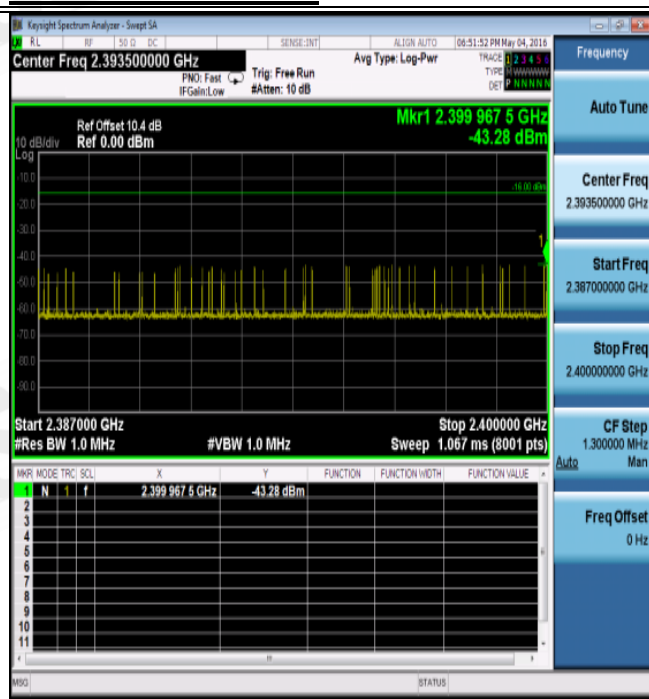 Keysight Spectrum Analyzer - Swept SA
RL RF 50 Ω DC SENSE:INT ALIGN AUTO 06:51:52 PM May 04, 2016
Center Freq 2.393500000 GHz
PNO: Fast
IFGain:Low
Trig: Free Run
#Atten: 10 dB
Avg Type: Log-Pwr
TRACE 1 2 3 4 5 6
TYPE M W W W W W
DET P N N N N N
Frequency
Auto Tune
Center Freq
2.393500000 GHz
Start Freq
2.387000000 GHz
Stop Freq
2.400000000 GHz
CF Step
1.300000 MHz
Auto Man
Freq Offset
0 Hz
Mkr1 2.399 967 5 GHz
-43.28 dBm
Ref Offset 10.4 dB
10 dB/div Ref 0.00 dBm
Log
-10.0
-16.00 dBm
-20.0
-30.0
1
-40.0
-50.0
-60.0
-70.0
-80.0
-90.0
Start 2.387000 GHz Stop 2.400000 GHz
#Res BW 1.0 MHz #VBW 1.0 MHz Sweep 1.067 ms (8001 pts)
MKR MODE TRC SCL X Y FUNCTION FUNCTION WIDTH FUNCTION VALUE
1 N 1 f 2.399 967 5 GHz -43.28 dBm
2
3
4
5
6
7
8
9
10
11
MSG STATUS